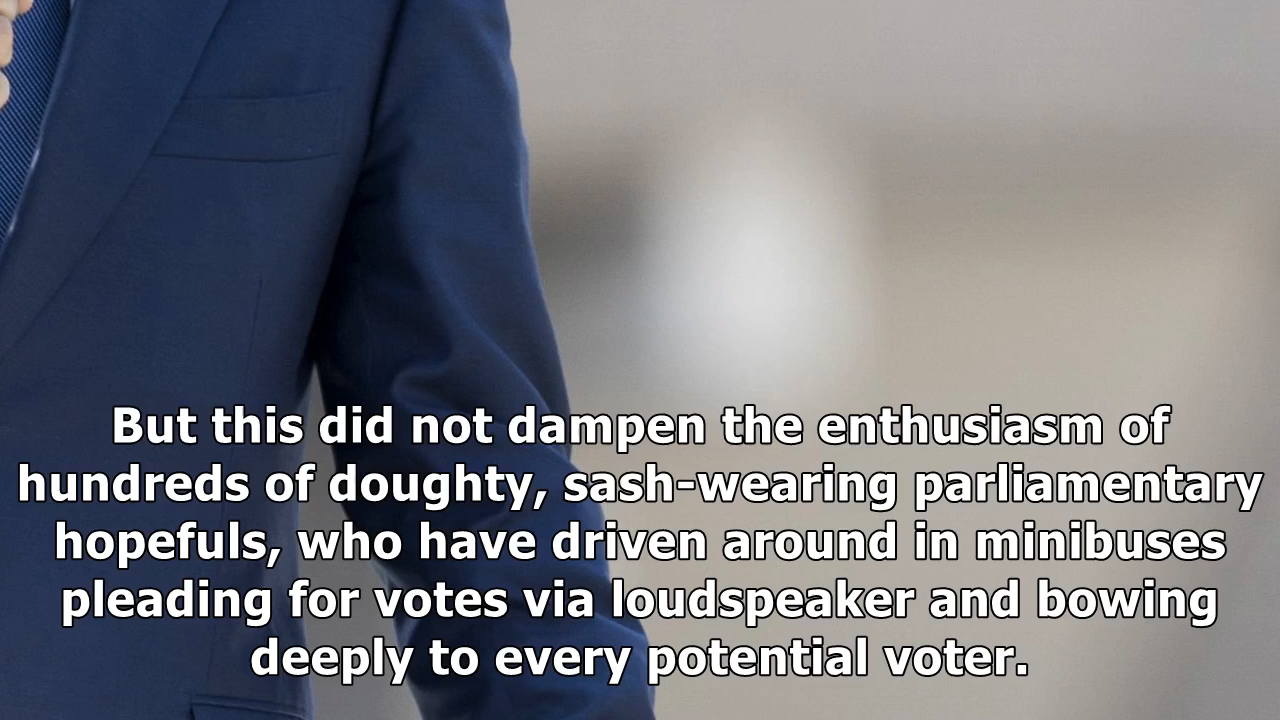 But this did not dampen the enthusiasm of
hundreds of doughty, sash-wearing parliamentary
hopefuls, who have driven around in minibuses
pleading for votes via loudspeaker and bowing
deeply to every potential voter.